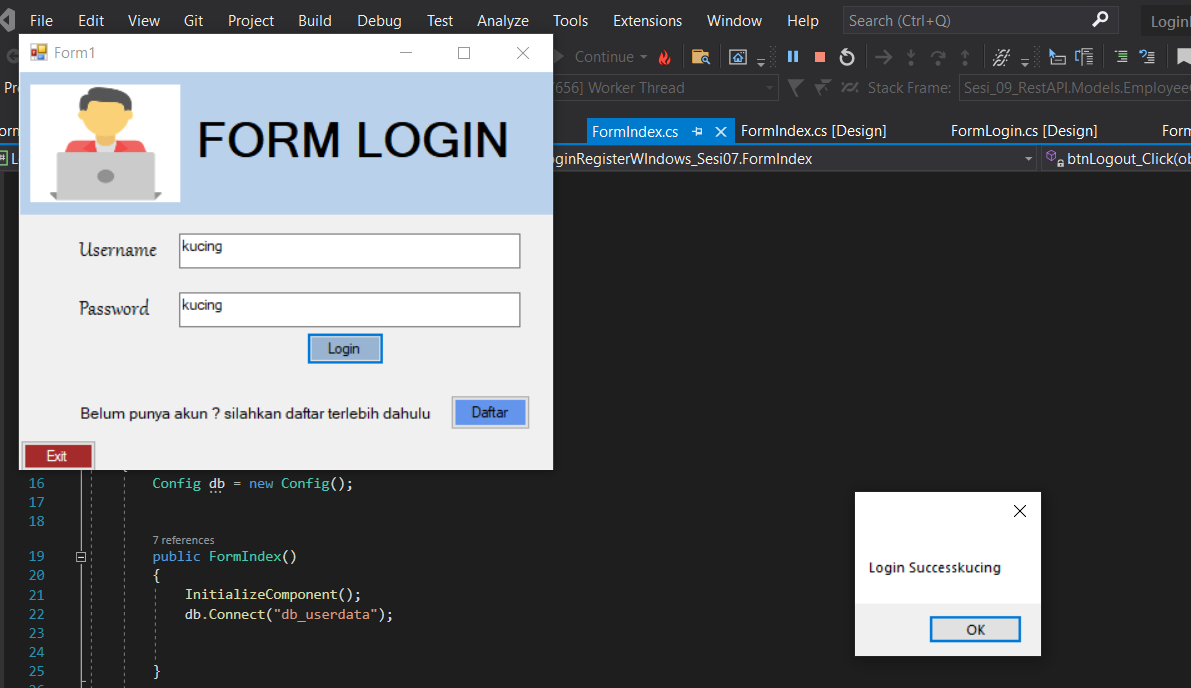 File Edit View Git Project Build Debug Test Analyze Tools Extensions Window Help Search (Ctrl+Q)
Form1
Continue
656] Worker Thread Stack Frame: Sesi_09_RestAPI.Models.Employee
FORM LOGIN
FormIndex.cs FormIndex.cs [Design] FormLogin.cs [Design] Form
oginRegisterWIndows_Sesi07.FormIndex btnLogout_Click(ob
Username kucing
Password kucing
Login
Belum punya akun ? silahkan daftar terlebih dahulu Daftar
Exit
16 Config db = new Config();
17
18
7 references
19 public FormIndex()
20 {
21 InitializeComponent();
22 db.Connect("db_userdata");
23
24
25 }
Login Successkucing
OK